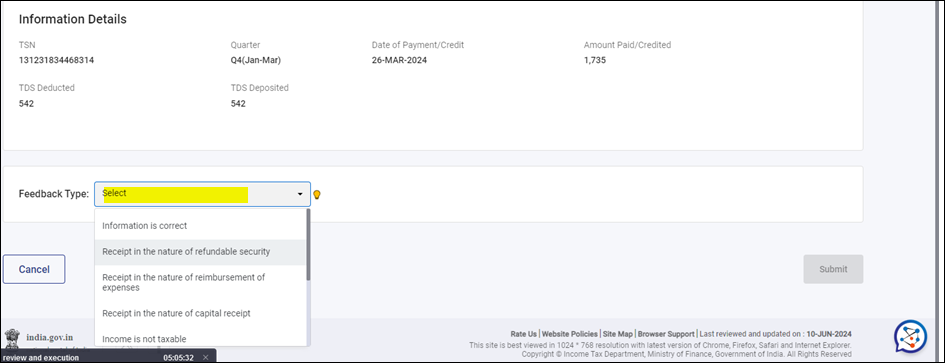 Information Details
TSN Quarter Date of Payment/Credit Amount Paid/Credited
131231834468314 Q4(Jan-Mar) 26-MAR-2024 1,735
TDS Deducted TDS Deposited
542 542
Feedback Type: Select
Information is correct
Receipt in the nature of refundable security
Receipt in the nature of reimbursement of
expenses
Receipt in the nature of capital receipt
Income is not taxable
Cancel Submit
india.gov.in
Rate Us | Website Policies | Site Map | Browser Support | Last reviewed and updated on : 10-JUN-2024
This site is best viewed in 1024 * 768 resolution with latest version of Chrome, Firefox, Safari and Internet Explorer.
Copyright © Income Tax Department, Ministry of Finance, Government of India. All Rights Reserved
review and execution 05:05:32